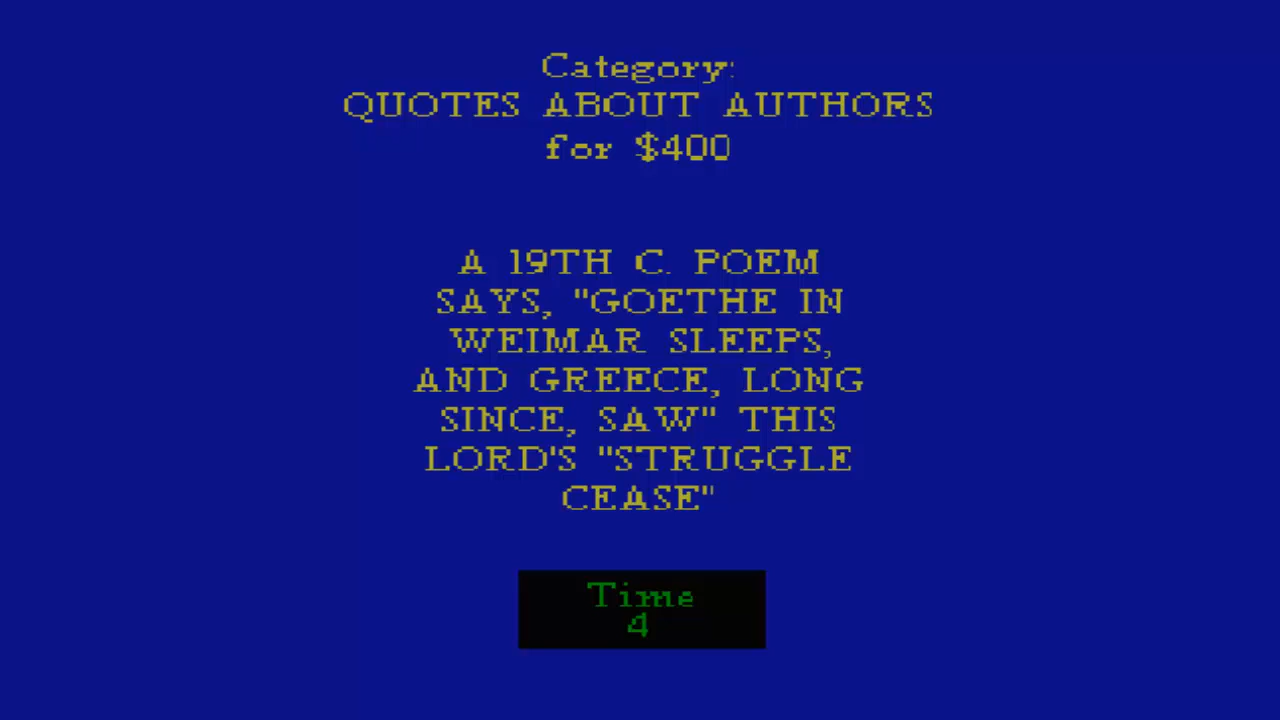 Category:
QUOTES ABOUT AUTHORS
for $400
A 19TH C. POEM
SAYS, "GOETHE IN
WEIMAR SLEEPS,
AND GREECE, LONG
SINCE, SAW" THIS
LORD'S "STRUGGLE
CEASE"
Time
4